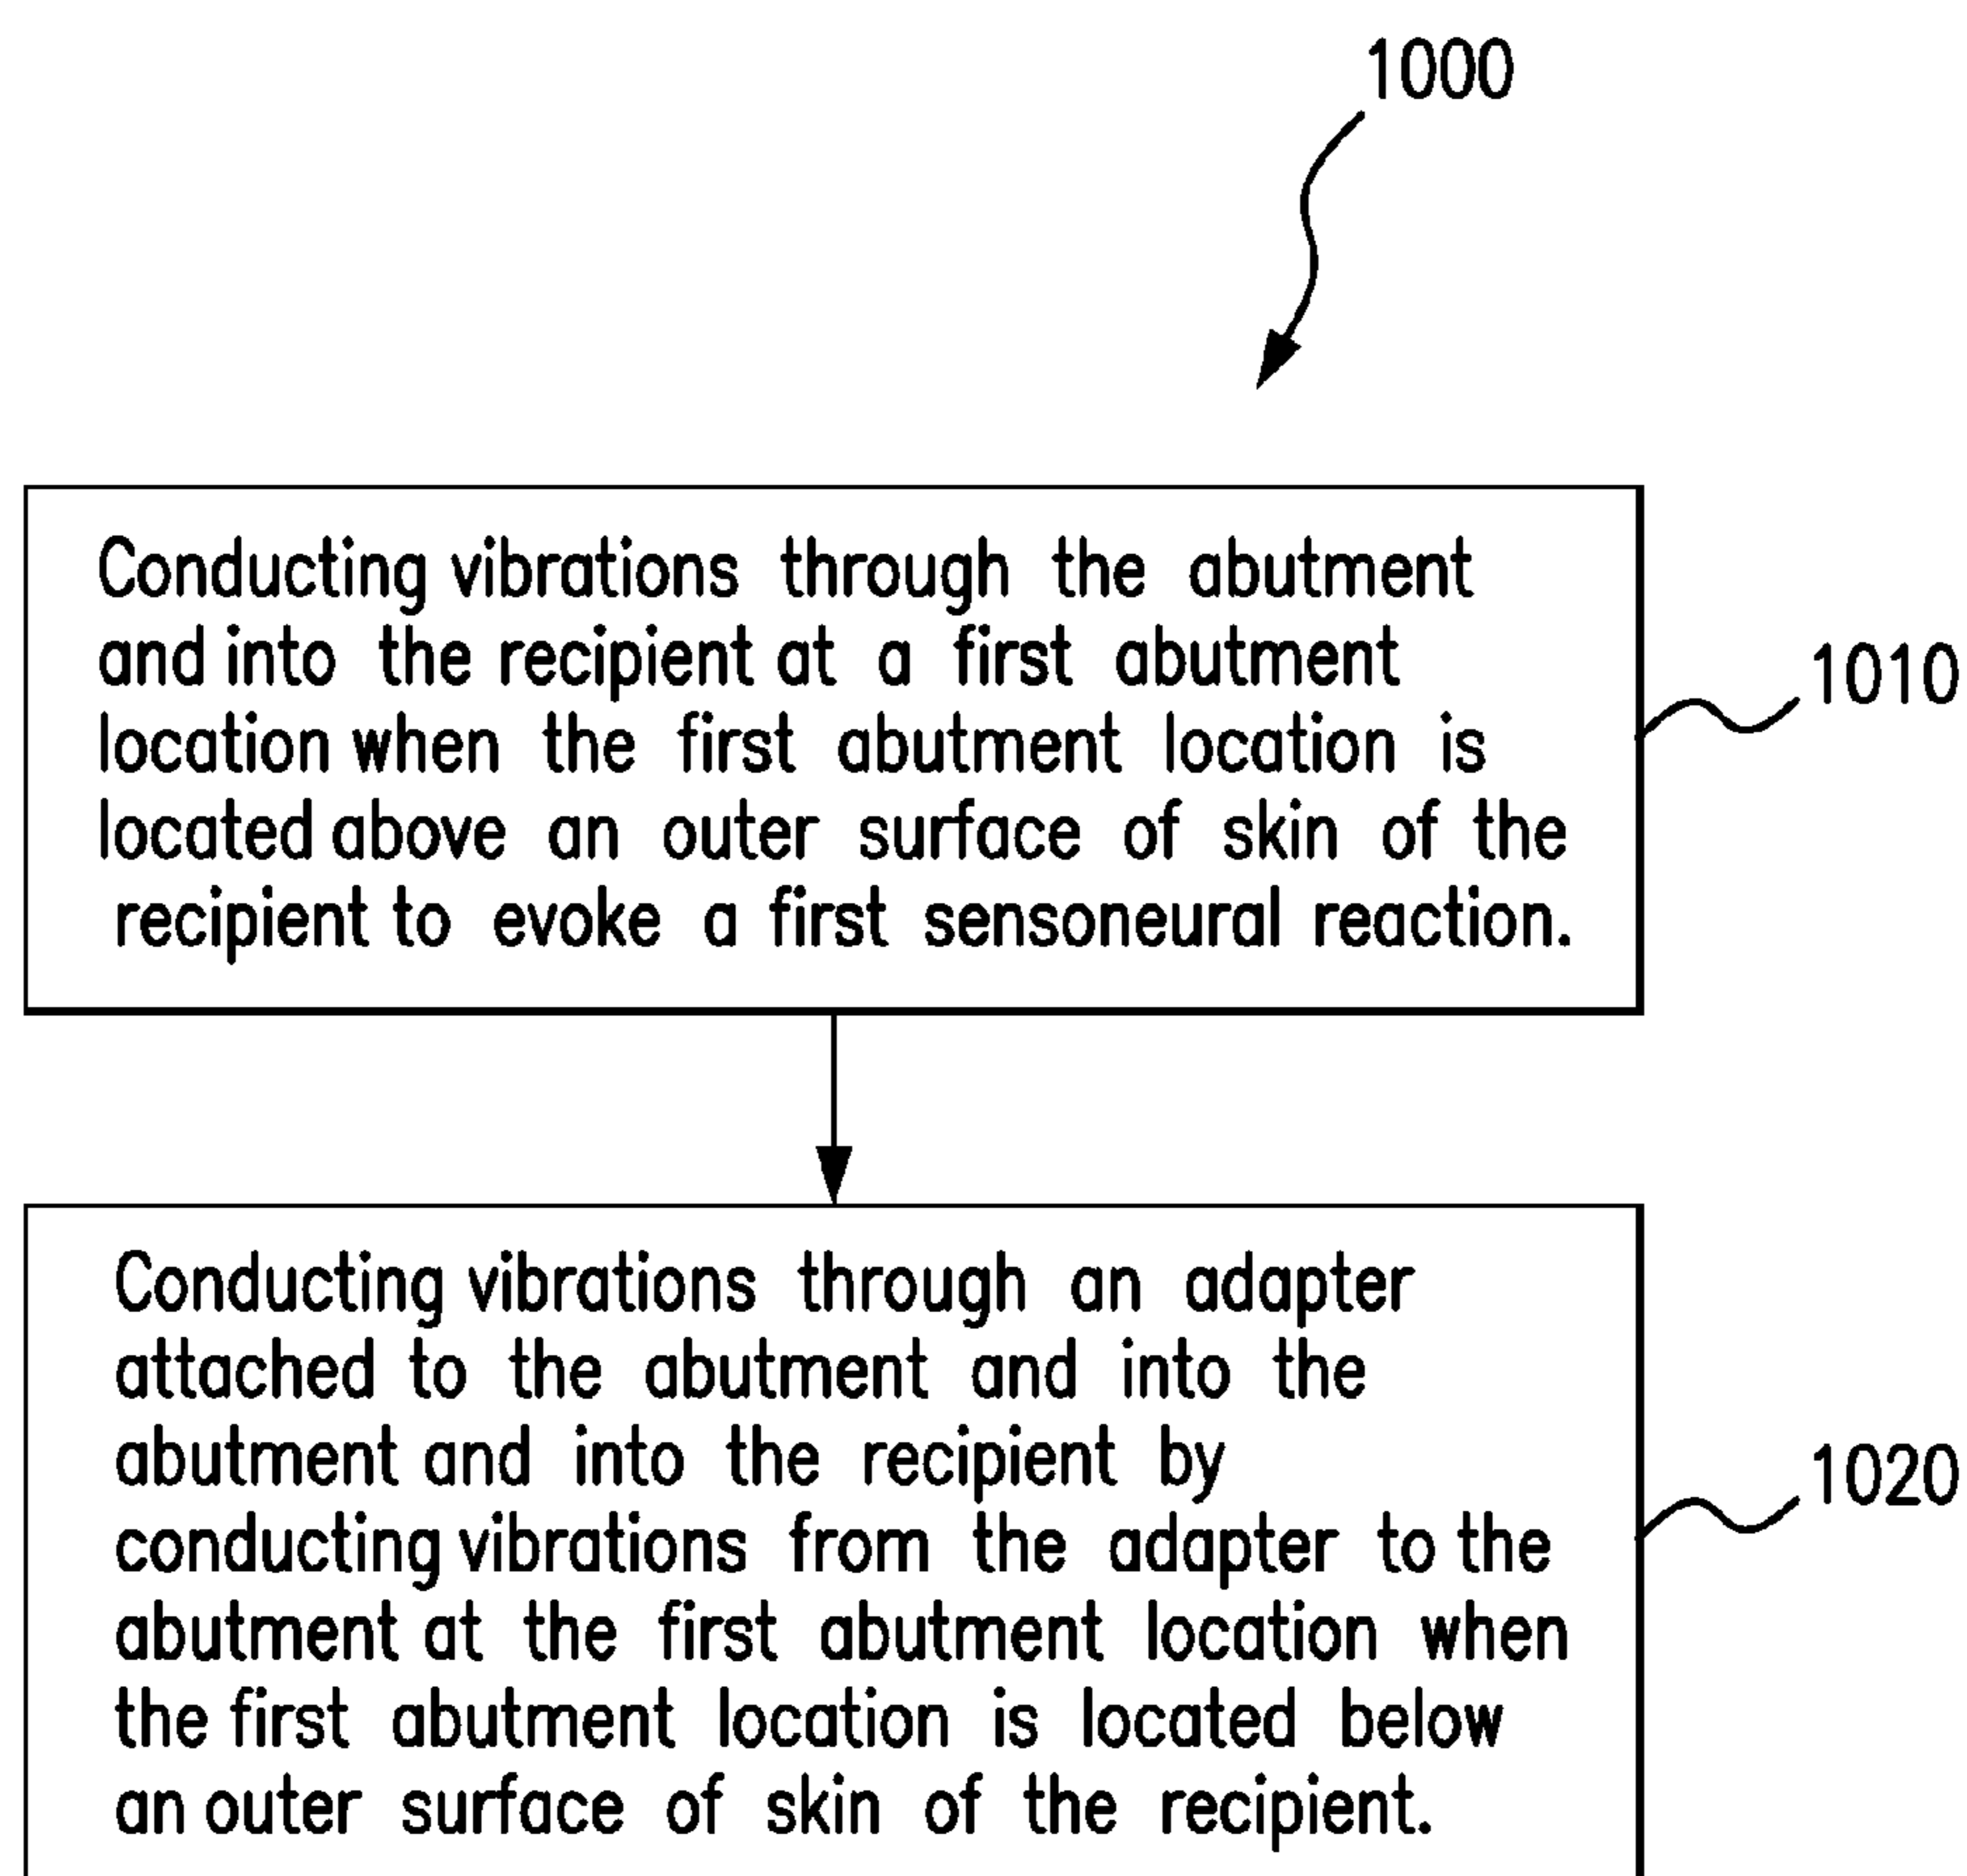 1000
Conducting vibrations through the abutment
and into the recipient at a first abutment
location when the first abutment location is
located above an outer surface of skin of the
recipient to evoke a first sensoneural reaction.
1010
Conducting vibrations through an adapter
attached to the abutment and into the
abutment and into the recipient by
conducting vibrations from the adapter to the
abutment at the first abutment location when
the first abutment location is located below
an outer surface of skin of the recipient.
1020